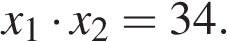 x₁ · x₂ = 34.